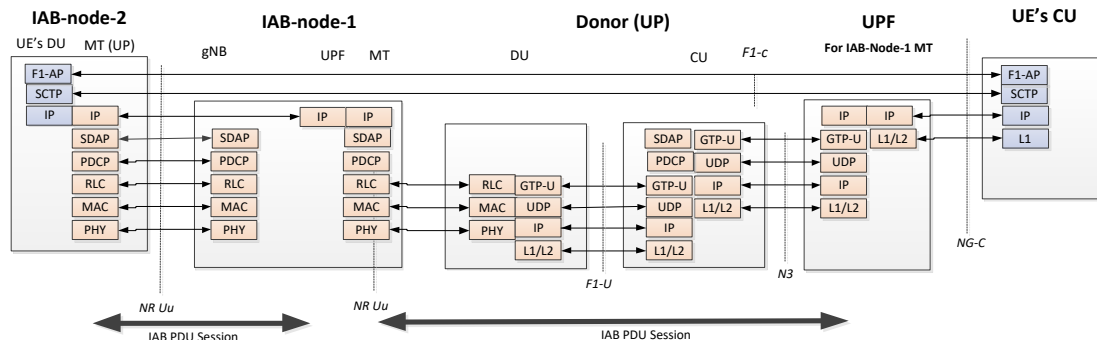 IAB-node-2 IAB-node-1 Donor (UP) UPF UE's CU
UE's DU MT (UP) gNB UPF MT DU CU F1-c For IAB-Node-1 MT
F1-AP F1-AP
SCTP SCTP
IP IP IP IP IP IP IP
SDAP SDAP SDAP SDAP GTP-U GTP-U L1/L2 L1
PDCP PDCP PDCP PDCP UDP UDP
RLC RLC RLC RLC GTP-U GTP-U IP IP
MAC MAC MAC MAC UDP UDP L1/L2 L1/L2
PHY PHY PHY PHY IP IP
L1/L2 L1/L2 NG-C
N3
F1-U
NR Uu NR Uu
IAB PDU Session IAB PDU Session